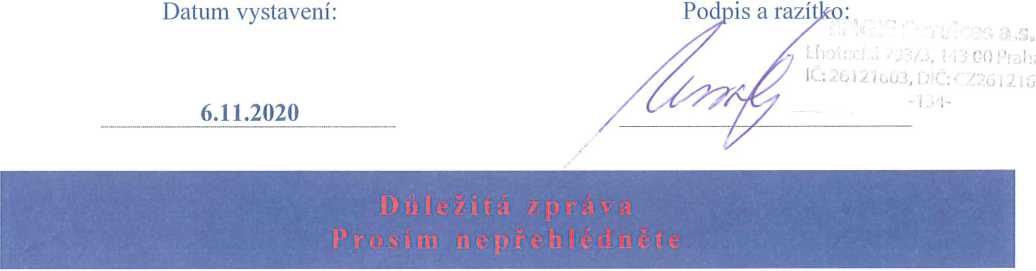 Datum vystavení:
Podpis a razítko:
a.s.
Lhotecká 793/3, 143 00 Praha
IČ: 26121603, DIČ: CZ261216
-134-
6.11.2020
Důležitá zpráva
Prosím nepřehlédněte